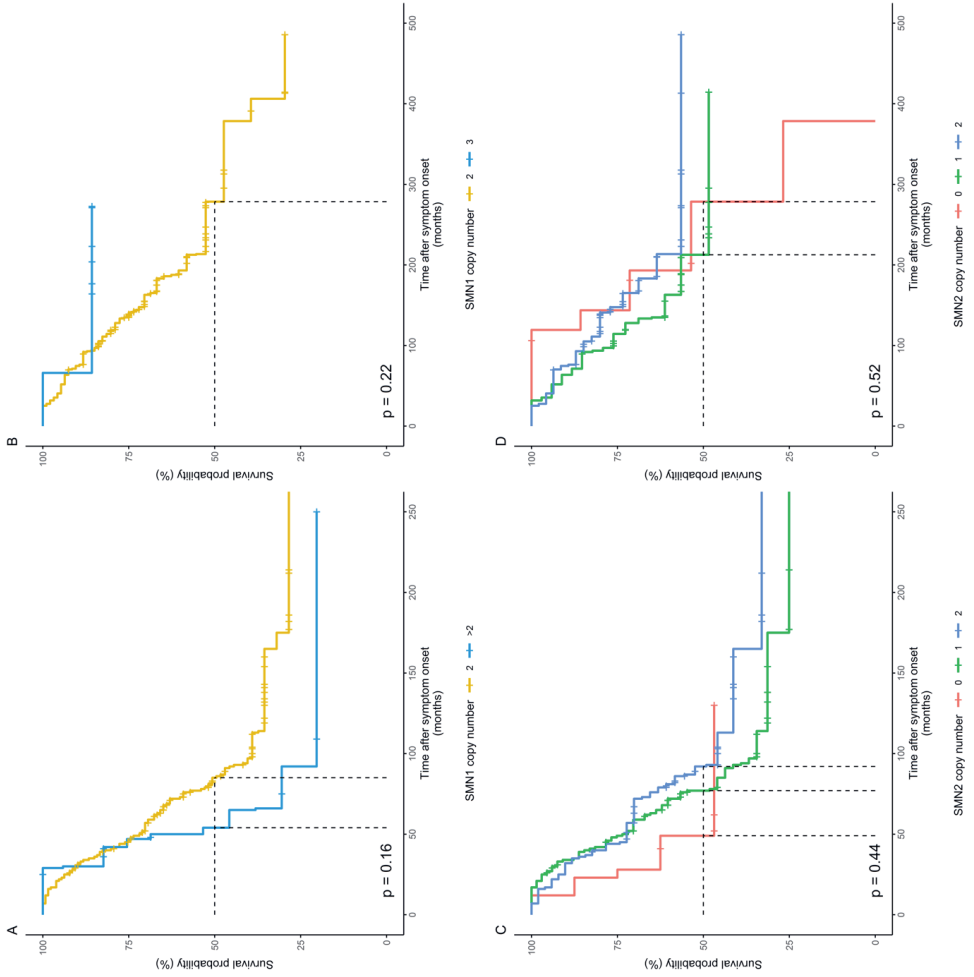 A
Survival probability (%)
100
75
50
25
0
p = 0.16
0
50
100
150
200
250
Time after symptom onset
(months)
SMN1 copy number 2 >2
B
Survival probability (%)
100
75
50
25
0
p = 0.22
0
100
200
300
400
500
Time after symptom onset
(months)
SMN1 copy number 2 3
C
Survival probability (%)
100
75
50
25
0
p = 0.44
0
50
100
150
200
250
Time after symptom onset
(months)
SMN2 copy number 0 1 2
D
Survival probability (%)
100
75
50
25
0
p = 0.52
0
100
200
300
400
500
Time after symptom onset
(months)
SMN2 copy number 0 1 2